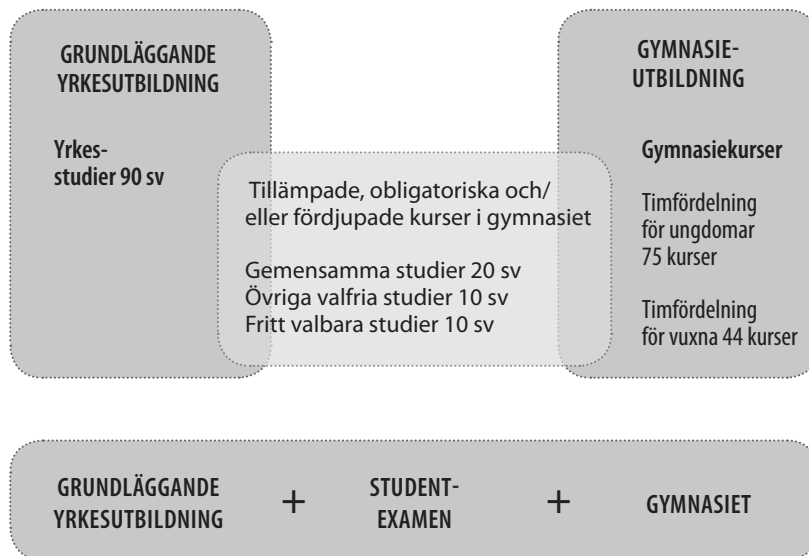 GRUNDLÄGGANDE
YRKESUTBILDNING
Yrkes-
studier 90 sv
Tillämpade, obligatoriska och/
eller fördjupade kurser i gymnasiet
Gemensamma studier 20 sv
Övriga valfria studier 10 sv
Fritt valbara studier 10 sv
GYMNASIE-
UTBILDNING
Gymnasiekurser
Timfördelning
för ungdomar
75 kurser
Timfördelning
för vuxna 44 kurser
GRUNDLÄGGANDE
YRKESUTBILDNING
+
STUDENT-
EXAMEN
+
GYMNASIET